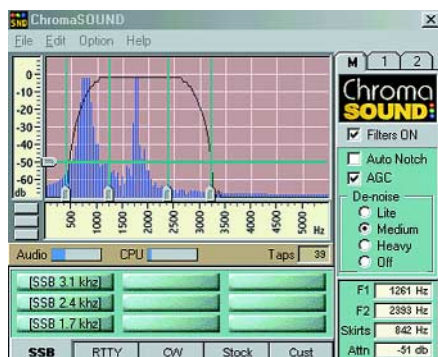 SND ChromaSOUND
File Edit Option Help
M 1 2
0
-10
-20
-30
-40
-50
-60
db
500 1000 1500 2000 2500 3000 3500 4000 4500 5000 Hz
Chroma
SOUND
Filters ON
Auto Notch
AGC
De-noise
Lite
Medium
Heavy
Off
Audio CPU Taps 39
[SSB 3.1 khz]
[SSB 2.4 khz]
[SSB 1.7 khz]
F1 1261 Hz
F2 2393 Hz
Skirts 842 Hz
Attn -51 db
SSB RTTY CW Stock Cust